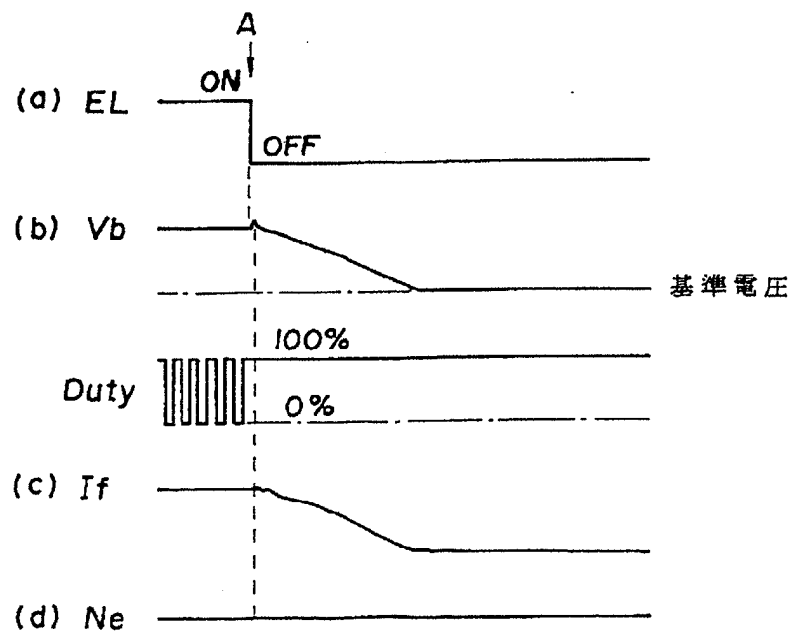 A
ON
(a) EL
OFF
(b) Vb
基準電圧
100%
Duty
0%
(c) If
(d) Ne